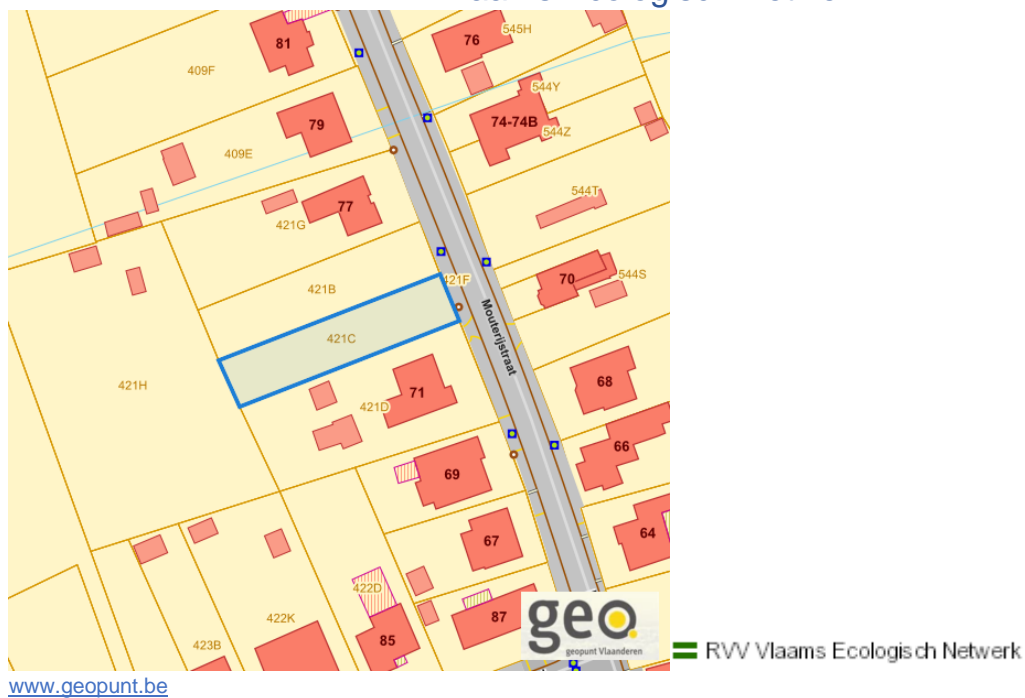 545H
81
76
409F
544Y
79
74-74B
544Z
409E
544T
77
421G
421F
70
544S
421B
Mouterijstraat
421C
68
421H
71
421D
66
69
64
67
422D
geo.
geopunt Vlaanderen
87
422K
85
423B
RVV Vlaams Ecologisch Netwerk
www.geopunt.be